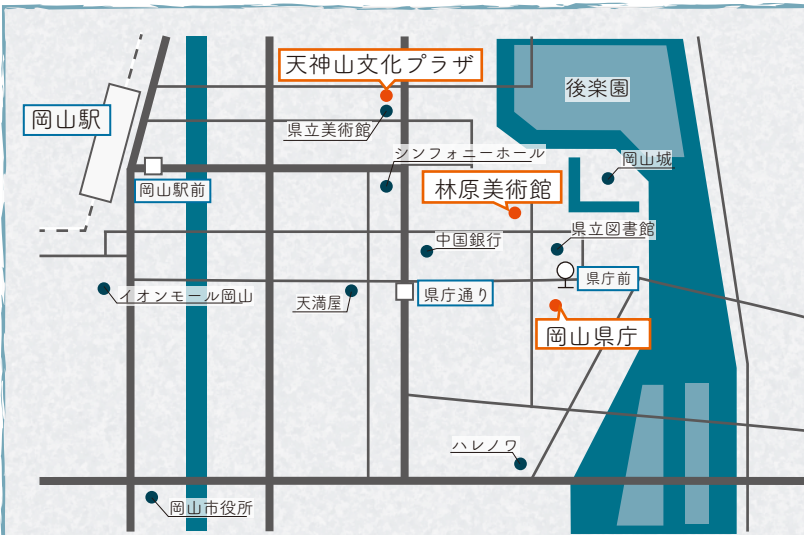 天神山文化プラザ
後楽園
岡山駅
県立美術館
シンフォニーホール
岡山城
岡山駅前
林原美術館
県立図書館
中国銀行
県庁前
イオンモール岡山
天満屋
県庁通り
岡山県庁
ハレノワ
岡山市役所